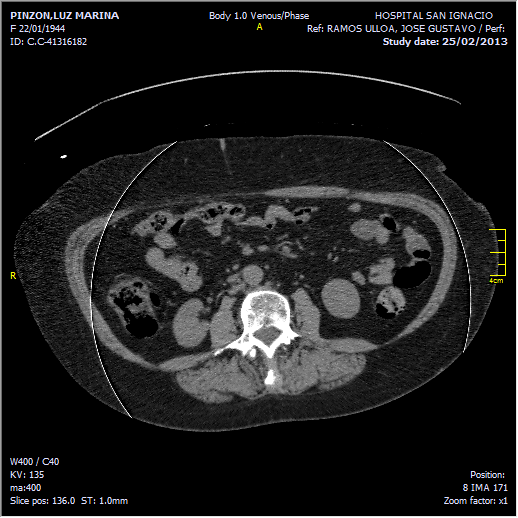 PINZON,LUZ MARINA
F 22/01/1944
ID: C.C-41316182
Body 1.0 Venous/Phase
A
HOSPITAL SAN IGNACIO
Ref: RAMOS ULLOA, JOSE GUSTAVO / Perf:
Study date: 25/02/2013
R
4cm
W400 / C40
KV: 135
ma:400
Slice pos: 136.0 ST: 1.0mm
Position:
8 IMA 171
Zoom factor: x1